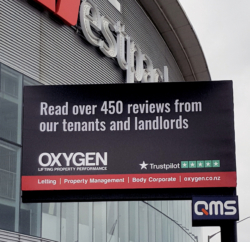 westpac
Read over 450 reviews from
our tenants and landlords
OXYGEN
LIFTING PROPERTY PERFORMANCE
Trustpilot
Letting | Property Management | Body Corporate | oxygen.co.nz
QMS